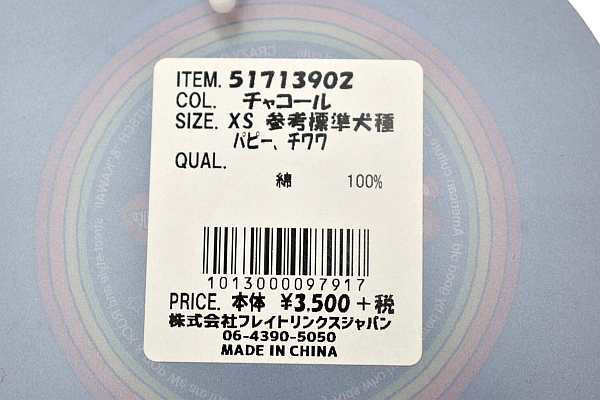 ITEM. 51713902
COL. チャコール
SIZE. XS 参考標準犬種
パピー、チワワ
QUAL.
綿 100%
1013000097917
PRICE. 本体 ¥3,500+税
株式会社フレイトリンクスジャパン
06-4390-5050
MADE IN CHINA